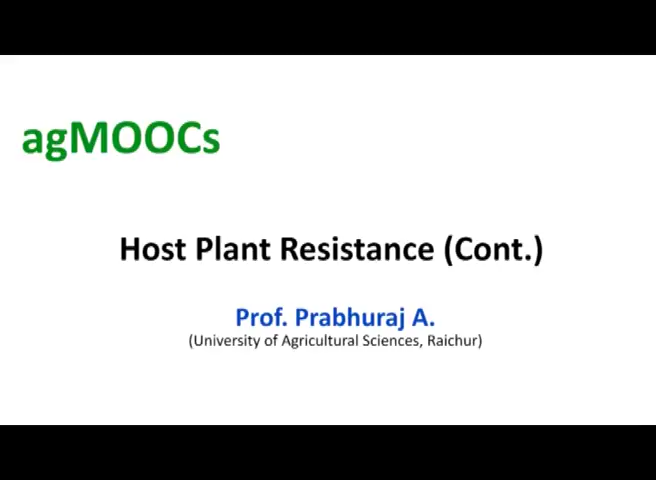 agMOOCs
Host Plant Resistance (Cont.)
Prof. Prabhuraj A.
(University of Agricultural Sciences, Raichur)